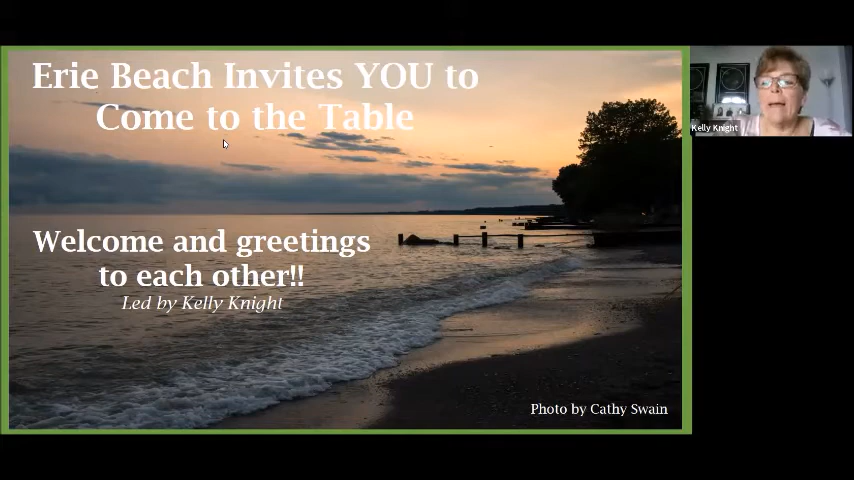 Erie Beach Invites YOU to
Come to the Table
Welcome and greetings
to each other!!
Led by Kelly Knight
Photo by Cathy Swain
Kelly Knight